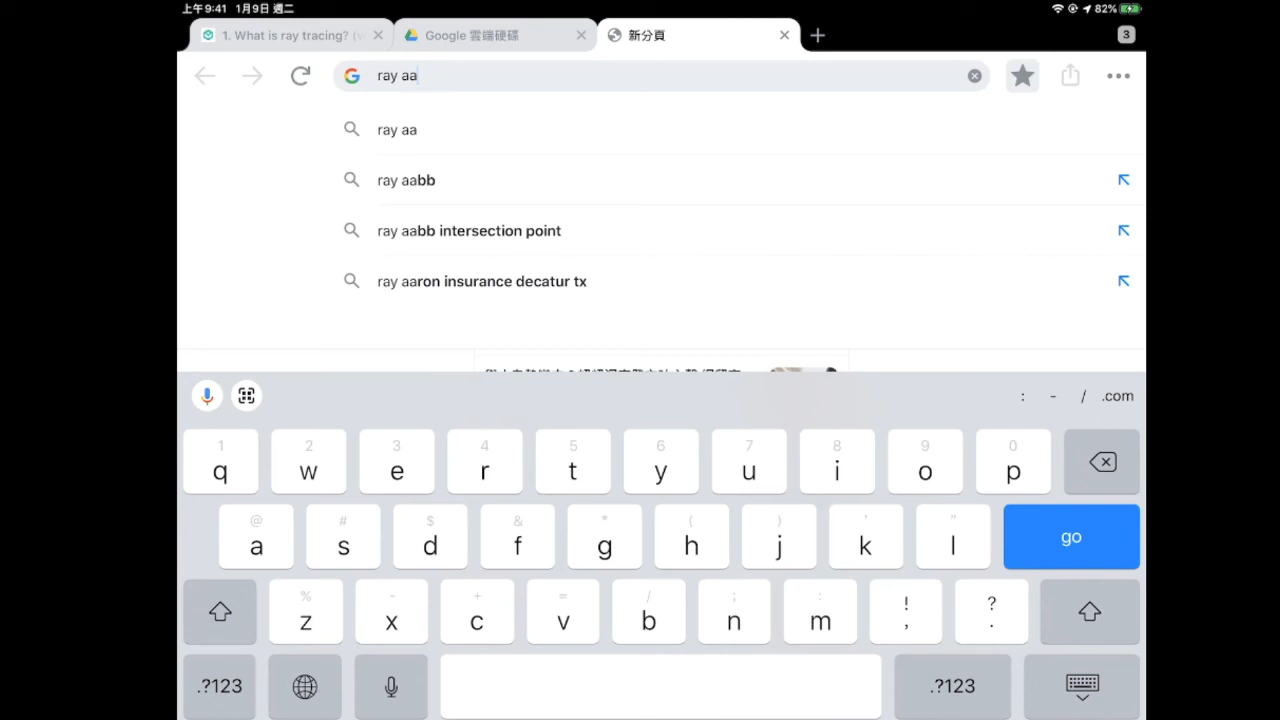 上午9:41 1月9日 週二
82%
1. What is ray tracing? (v
Google 雲端硬碟
新分頁
3
ray aa
ray aa
ray aabb
ray aabb intersection point
ray aaron insurance decatur tx
: - / .com
1 2 3 4 5 6 7 8 9 0
q w e r t y u i o p
@ # $ & * ( ) ' "
a s d f g h j k l go
% - + = / ; : ! ?
z x c v b n m , .
.?123 .?123